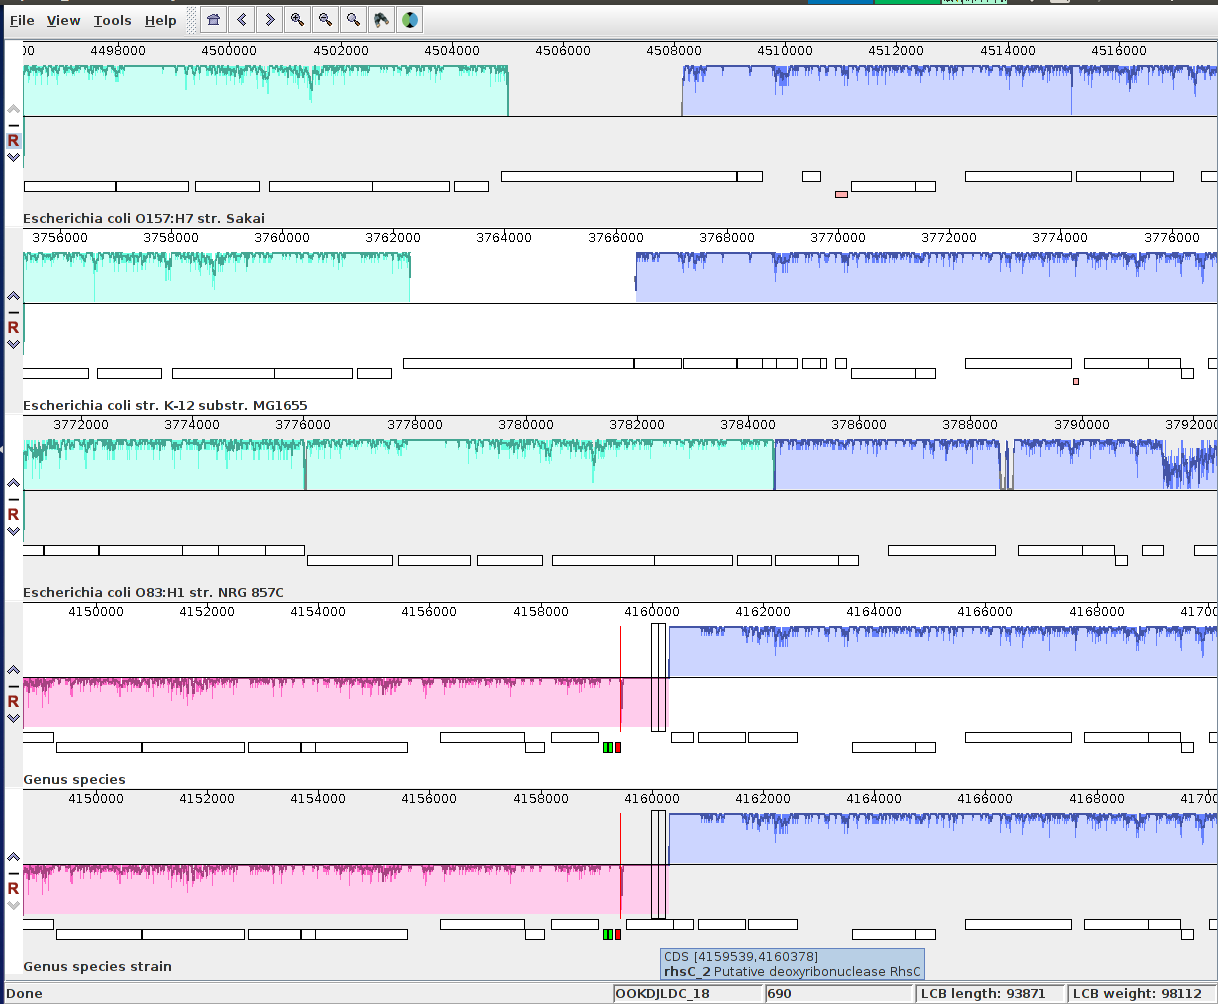 File View Tools Help
00 4498000 4500000 4502000 4504000 4506000 4508000 4510000 4512000 4514000 4516000
R
Escherichia coli O157:H7 str. Sakai
3756000 3758000 3760000 3762000 3764000 3766000 3768000 3770000 3772000 3774000 3776000
R
Escherichia coli str. K-12 substr. MG1655
3772000 3774000 3776000 3778000 3780000 3782000 3784000 3786000 3788000 3790000 3792000
R
Escherichia coli O83:H1 str. NRG 857C
4150000 4152000 4154000 4156000 4158000 4160000 4162000 4164000 4166000 4168000 41700
R
Genus species
4150000 4152000 4154000 4156000 4158000 4160000 4162000 4164000 4166000 4168000 41700
R
Genus species strain
CDS [4159539,4160378]
rhsC_2 Putative deoxyribonuclease RhsC
Done OOKDJLDC_18 690 LCB length: 93871 LCB weight: 98112